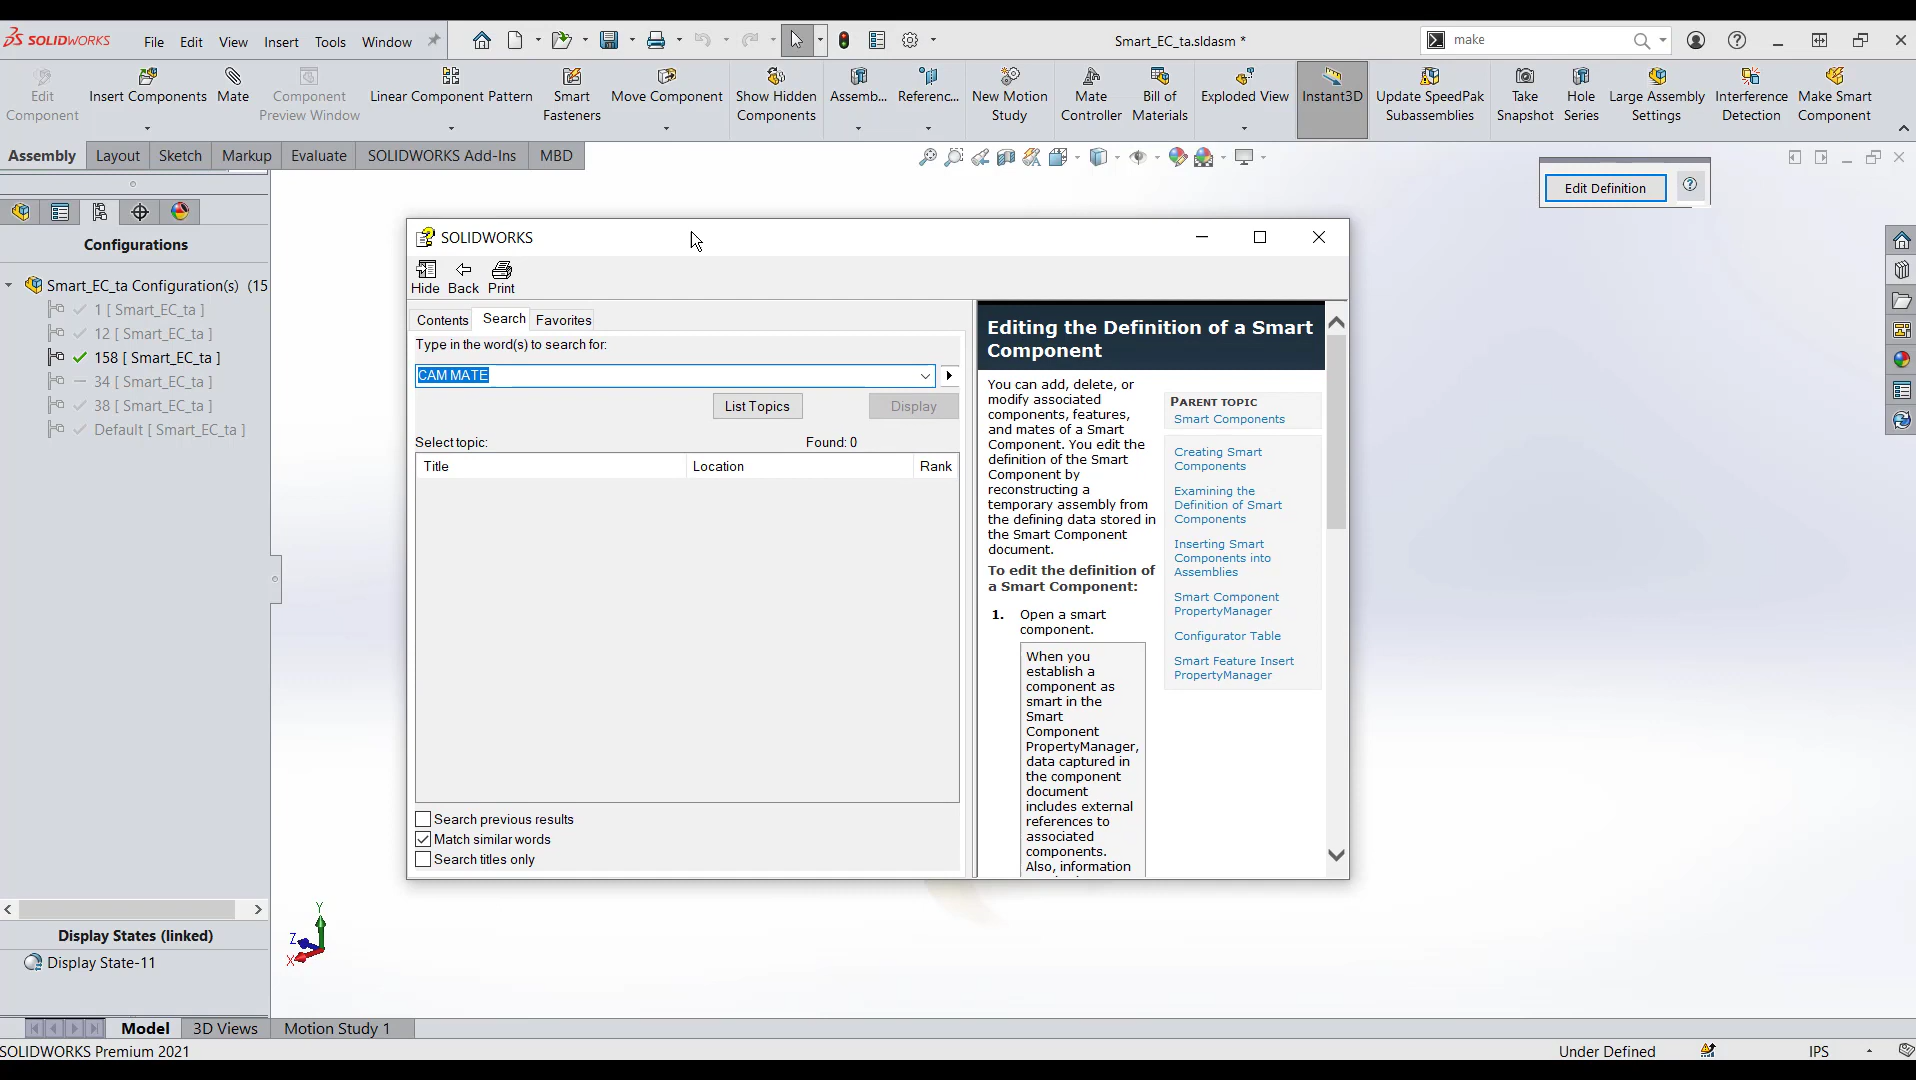 SOLIDWORKS File Edit View Insert Tools Window Smart_EC_ta.sldasm * make
Edit Component
Insert Components
Mate
Component Preview Window
Linear Component Pattern
Smart Fasteners
Move Component
Show Hidden Components
Assemb...
Referenc...
New Motion Study
Mate Controller
Bill of Materials
Exploded View
Instant3D
Update SpeedPak Subassemblies
Take Snapshot
Hole Series
Large Assembly Settings
Interference Detection
Make Smart Component
Assembly Layout Sketch Markup Evaluate SOLIDWORKS Add-Ins MBD
Edit Definition
Configurations
Smart_EC_ta Configuration(s) (15
1 [ Smart_EC_ta ]
12 [ Smart_EC_ta ]
158 [ Smart_EC_ta ]
34 [ Smart_EC_ta ]
38 [ Smart_EC_ta ]
Default [ Smart_EC_ta ]
SOLIDWORKS
Hide Back Print
Contents Search Favorites
Type in the word(s) to search for:
CAM MATE
List Topics Display
Select topic: Found: 0
Title Location Rank
Search previous results
Match similar words
Search titles only
Editing the Definition of a Smart
Component
You can add, delete, or
modify associated
components, features,
and mates of a Smart
Component. You edit the
definition of the Smart
Component by
reconstructing a
temporary assembly from
the defining data stored in
the Smart Component
document.
To edit the definition of
a Smart Component:
1. Open a smart
component.
When you
establish a
component as
smart in the
Smart
Component
PropertyManager,
data captured in
the component
document
includes external
references to
associated
components.
Also, information
PARENT TOPIC
Smart Components
Creating Smart
Components
Examining the
Definition of Smart
Components
Inserting Smart
Components into
Assemblies
Smart Component
PropertyManager
Configurator Table
Smart Feature Insert
PropertyManager
Y
Z
X
Display States (linked)
Display State-11
Model 3D Views Motion Study 1
SOLIDWORKS Premium 2021 Under Defined IPS